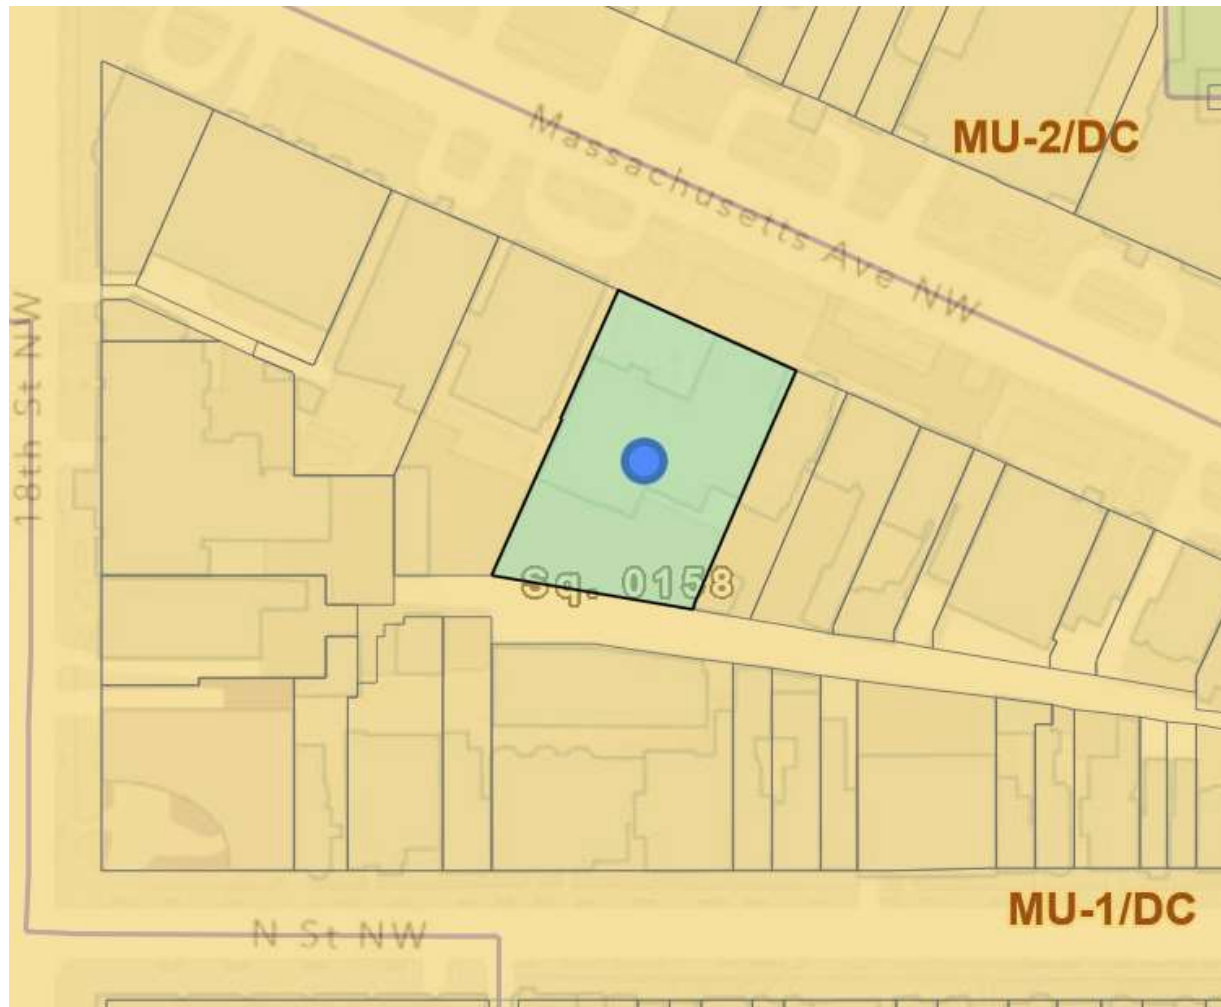 Massachusetts Ave NW
MU-2/DC
18th St NW
Sq. 0158
MU-1/DC
N St NW